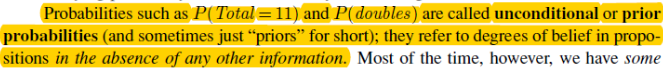 Probabilities such as P(Total = 11) and P(doubles) are called unconditional or prior
probabilities (and sometimes just “priors” for short); they refer to degrees of belief in propo-
sitions in the absence of any other information. Most of the time, however, we have some